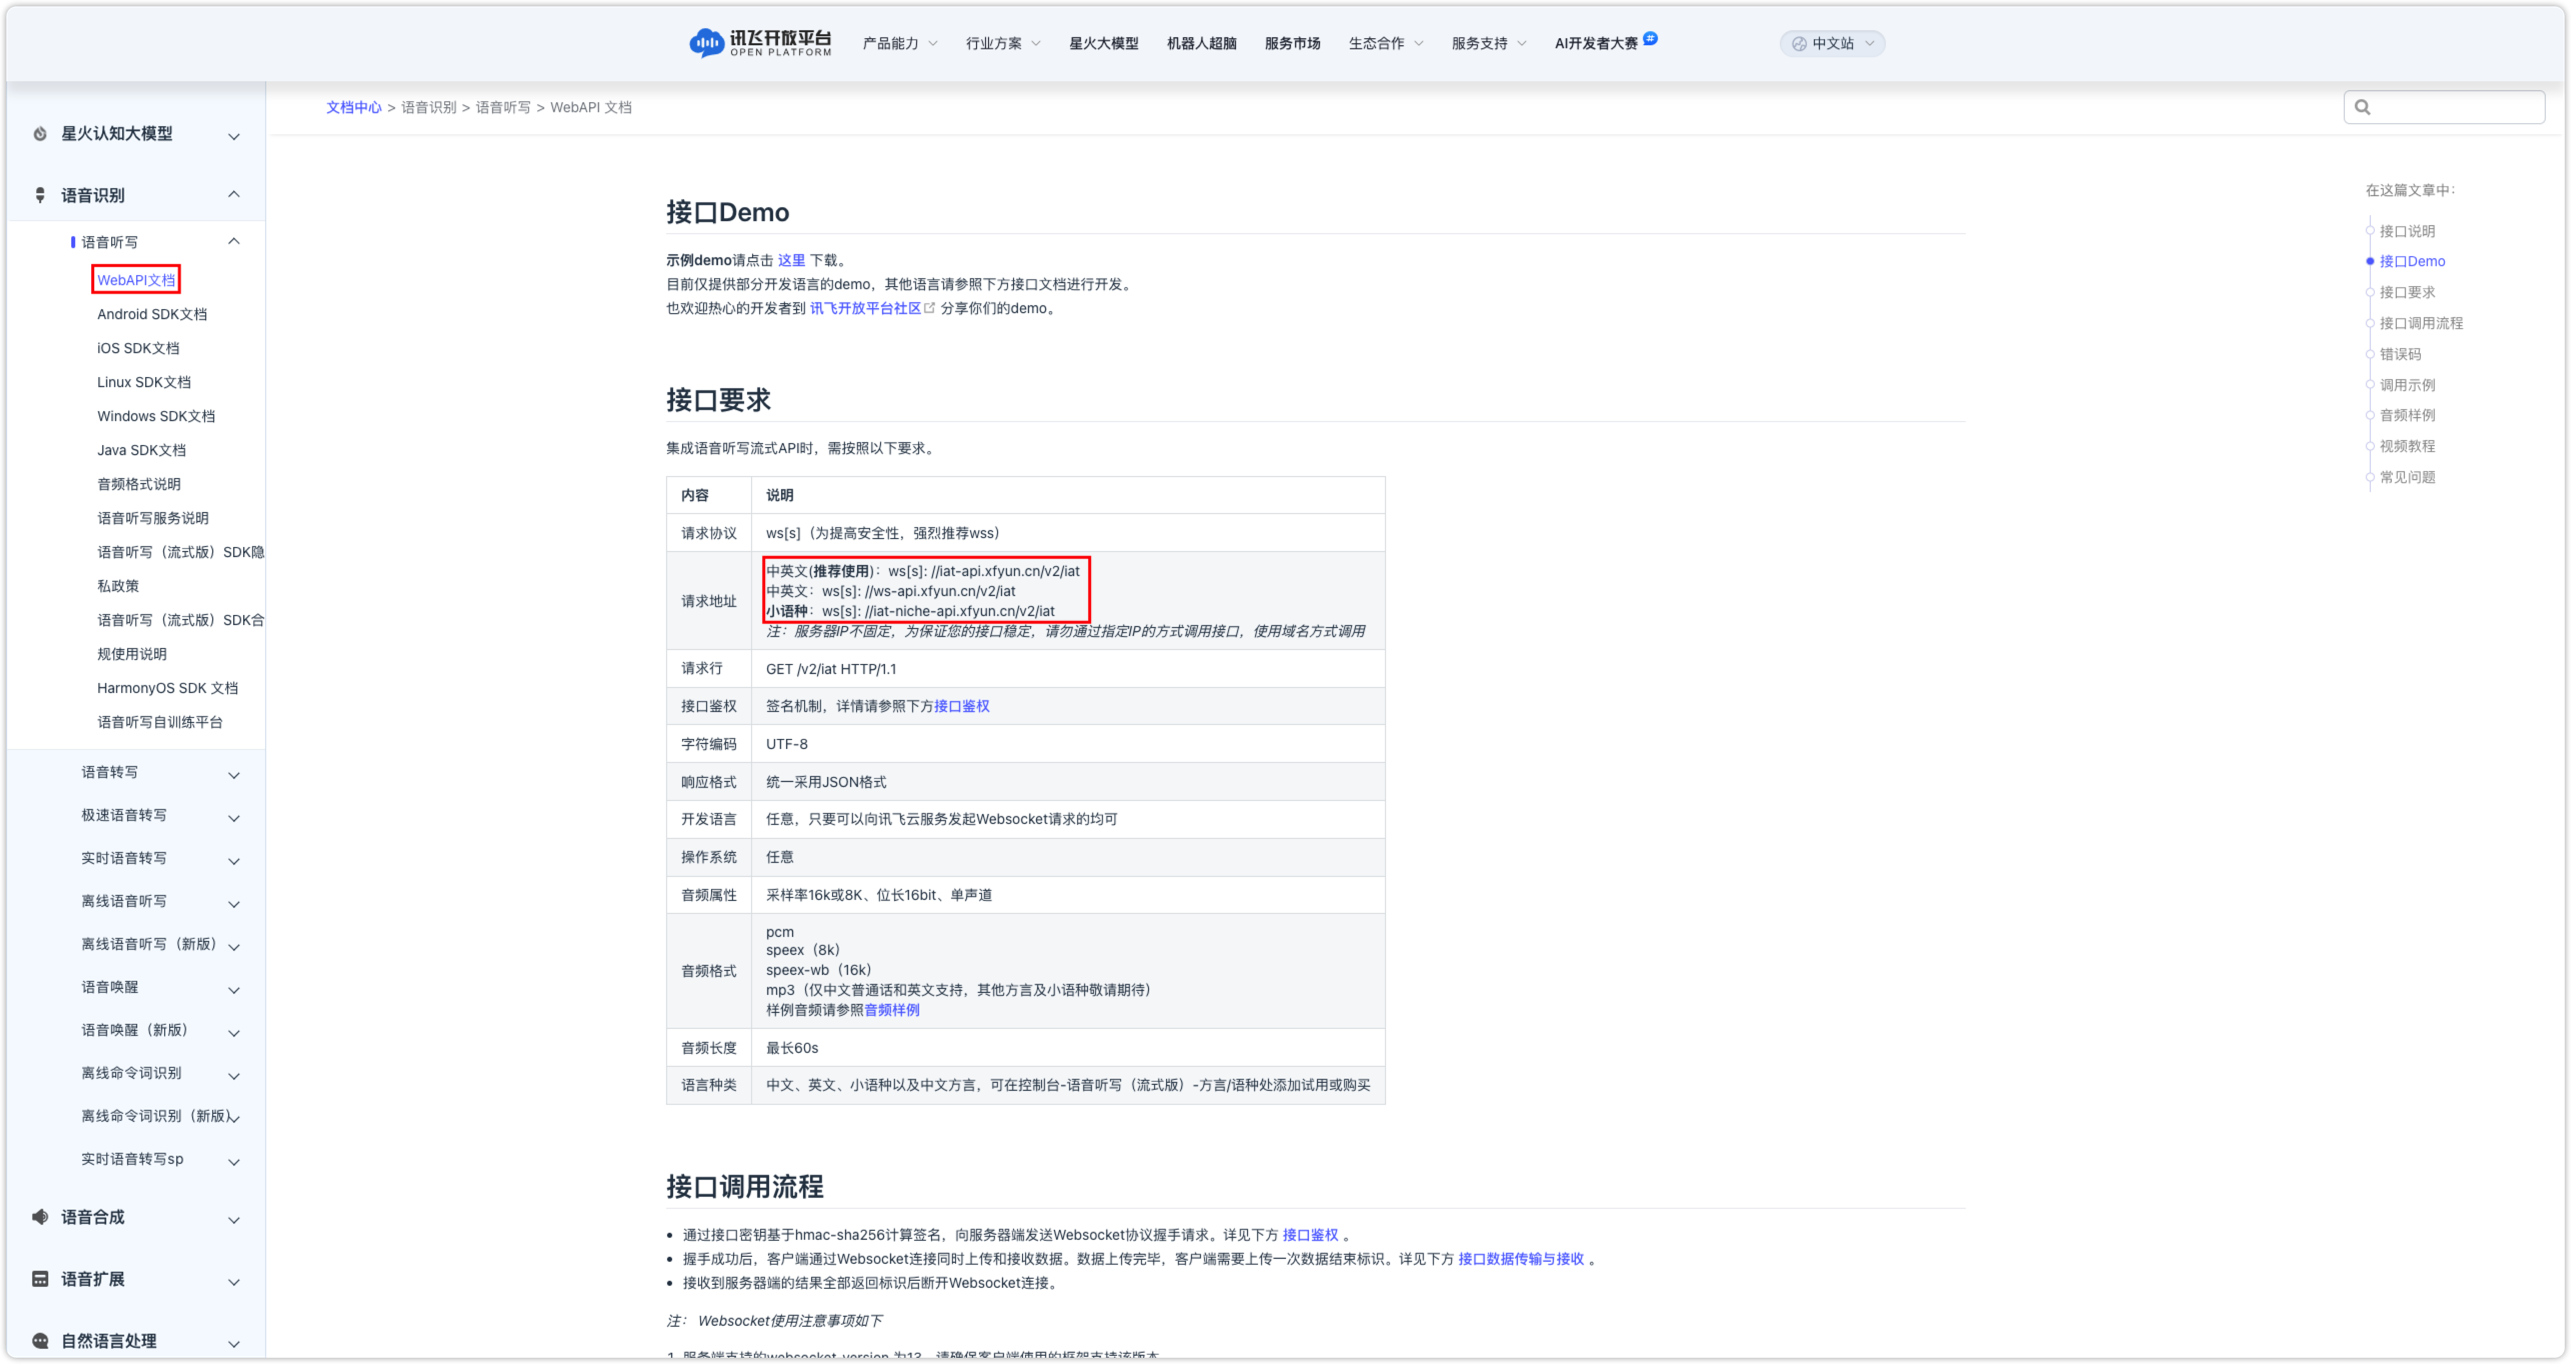 讯飞开放平台
OPEN PLATFORM
产品能力
行业方案
星火大模型
机器人超脑
服务市场
生态合作
服务支持
AI开发者大赛
#
中文站
文档中心 > 语音识别 > 语音听写 > WebAPI 文档
星火认知大模型
语音识别
语音听写
WebAPI文档
Android SDK文档
iOS SDK文档
Linux SDK文档
Windows SDK文档
Java SDK文档
音频格式说明
语音听写服务说明
语音听写（流式版）SDK隐
私政策
语音听写（流式版）SDK合
规使用说明
HarmonyOS SDK 文档
语音听写自训练平台
语音转写
极速语音转写
实时语音转写
离线语音听写
离线语音听写（新版）
语音唤醒
语音唤醒（新版）
离线命令词识别
离线命令词识别（新版）
实时语音转写sp
语音合成
语音扩展
自然语言处理
接口Demo
示例demo请点击 这里 下载。
目前仅提供部分开发语言的demo，其他语言请参照下方接口文档进行开发。
也欢迎热心的开发者到 讯飞开放平台社区 分享你们的demo。
接口要求
集成语音听写流式API时，需按照以下要求。
内容 说明
请求协议 ws[s]（为提高安全性，强烈推荐wss）
请求地址
中英文(推荐使用)：ws[s]: //iat-api.xfyun.cn/v2/iat
中英文：ws[s]: //ws-api.xfyun.cn/v2/iat
小语种：ws[s]: //iat-niche-api.xfyun.cn/v2/iat
注：服务器IP不固定，为保证您的接口稳定，请勿通过指定IP的方式调用接口，使用域名方式调用
请求行 GET /v2/iat HTTP/1.1
接口鉴权 签名机制，详情请参照下方接口鉴权
字符编码 UTF-8
响应格式 统一采用JSON格式
开发语言 任意，只要可以向讯飞云服务发起Websocket请求的均可
操作系统 任意
音频属性 采样率16k或8K、位长16bit、单声道
音频格式
pcm
speex（8k）
speex-wb（16k）
mp3（仅中文普通话和英文支持，其他方言及小语种敬请期待）
样例音频请参照音频样例
音频长度 最长60s
语言种类 中文、英文、小语种以及中文方言，可在控制台-语音听写（流式版）-方言/语种处添加试用或购买
接口调用流程
• 通过接口密钥基于hmac-sha256计算签名，向服务器端发送Websocket协议握手请求。详见下方 接口鉴权 。
• 握手成功后，客户端通过Websocket连接同时上传和接收数据。数据上传完毕，客户端需要上传一次数据结束标识。详见下方 接口数据传输与接收 。
• 接收到服务器端的结果全部返回标识后断开Websocket连接。
注： Websocket使用注意事项如下
1. 服务端支持的websocket-version 为13，请确保客户端使用的框架支持该版本。
在这篇文章中：
接口说明
接口Demo
接口要求
接口调用流程
错误码
调用示例
音频样例
视频教程
常见问题